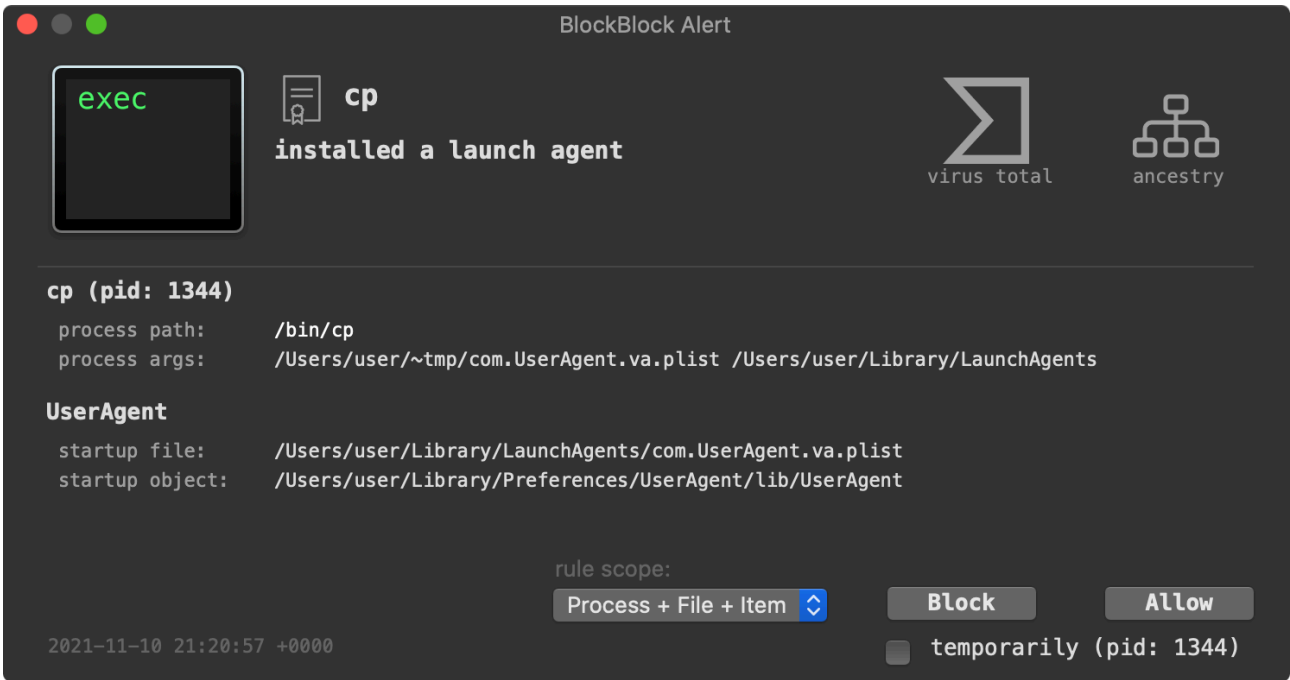 BlockBlock Alert
exec
cp
installed a launch agent
virus total
ancestry
cp (pid: 1344)
process path: /bin/cp
process args: /Users/user/~tmp/com.UserAgent.va.plist /Users/user/Library/LaunchAgents
UserAgent
startup file: /Users/user/Library/LaunchAgents/com.UserAgent.va.plist
startup object: /Users/user/Library/Preferences/UserAgent/lib/UserAgent
rule scope:
Process + File + Item
Block
Allow
2021-11-10 21:20:57 +0000
temporarily (pid: 1344)